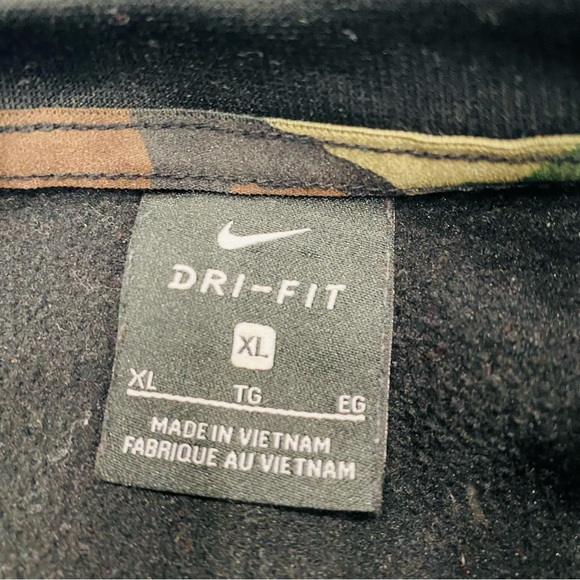 DRI-FIT
XL
XL TG EG
MADE IN VIETNAM
FABRIQUE AU VIETNAM